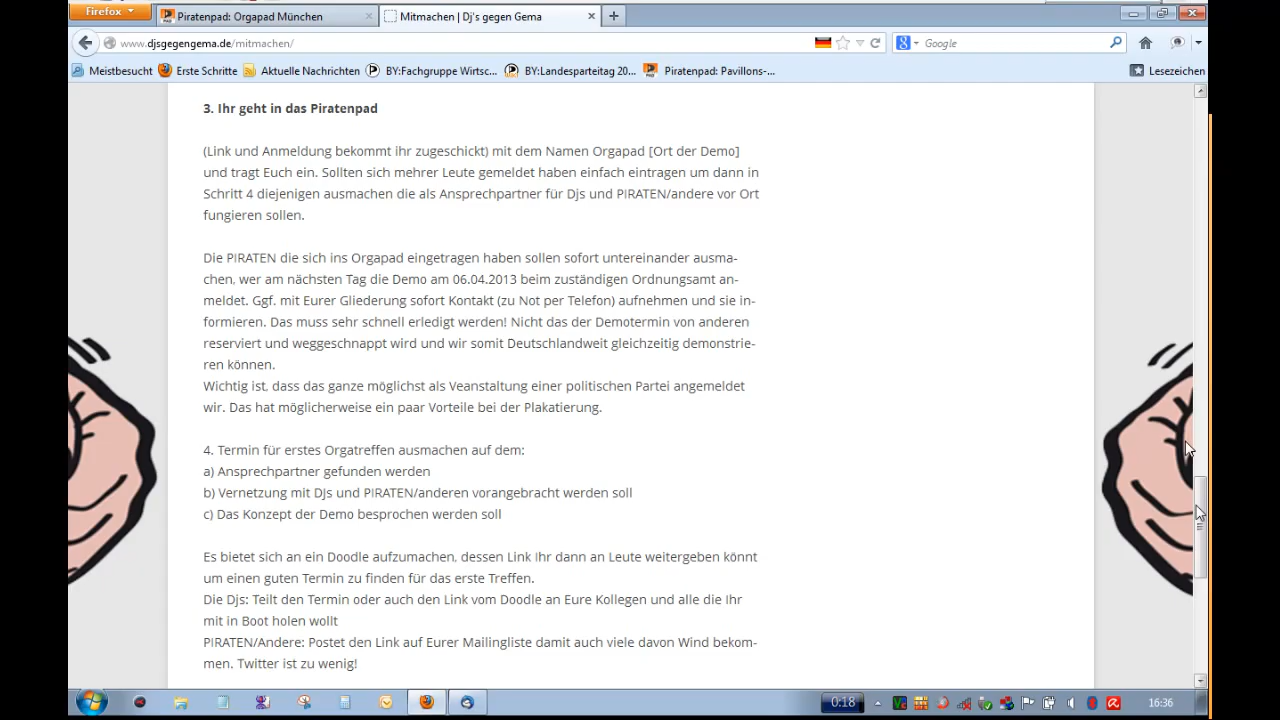 Firefox
Piratenpad: Orgapad München
Mitmachen | Dj's gegen Gema
www.djsgegengema.de/mitmachen/
Google
Meistbesucht
Erste Schritte
Aktuelle Nachrichten
BY:Fachgruppe Wirtsc...
BY:Landesparteitag 20...
Piratenpad: Pavillons-...
Lesezeichen
3. Ihr geht in das Piratenpad
(Link und Anmeldung bekommt ihr zugeschickt) mit dem Namen Orgapad [Ort der Demo]
und tragt Euch ein. Sollten sich mehrer Leute gemeldet haben einfach eintragen um dann in
Schritt 4 diejenigen ausmachen die als Ansprechpartner für Djs und PIRATEN/andere vor Ort
fungieren sollen.
Die PIRATEN die sich ins Orgapad eingetragen haben sollen sofort untereinander ausma-
chen, wer am nächsten Tag die Demo am 06.04.2013 beim zuständigen Ordnungsamt an-
meldet. Ggf. mit Eurer Gliederung sofort Kontakt (zu Not per Telefon) aufnehmen und sie in-
formieren. Das muss sehr schnell erledigt werden! Nicht das der Demotermin von anderen
reserviert und weggeschnappt wird und wir somit Deutschlandweit gleichzeitig demonstrie-
ren können.
Wichtig ist, dass das ganze möglichst als Veanstaltung einer politischen Partei angemeldet
wir. Das hat möglicherweise ein paar Vorteile bei der Plakatierung.
4. Termin für erstes Orgatreffen ausmachen auf dem:
a) Ansprechpartner gefunden werden
b) Vernetzung mit DJs und PIRATEN/anderen vorangebracht werden soll
c) Das Konzept der Demo besprochen werden soll
Es bietet sich an ein Doodle aufzumachen, dessen Link Ihr dann an Leute weitergeben könnt
um einen guten Termin zu finden für das erste Treffen.
Die Djs: Teilt den Termin oder auch den Link vom Doodle an Eure Kollegen und alle die Ihr
mit in Boot holen wollt
PIRATEN/Andere: Postet den Link auf Eurer Mailingliste damit auch viele davon Wind bekom-
men. Twitter ist zu wenig!
0:18
16:36